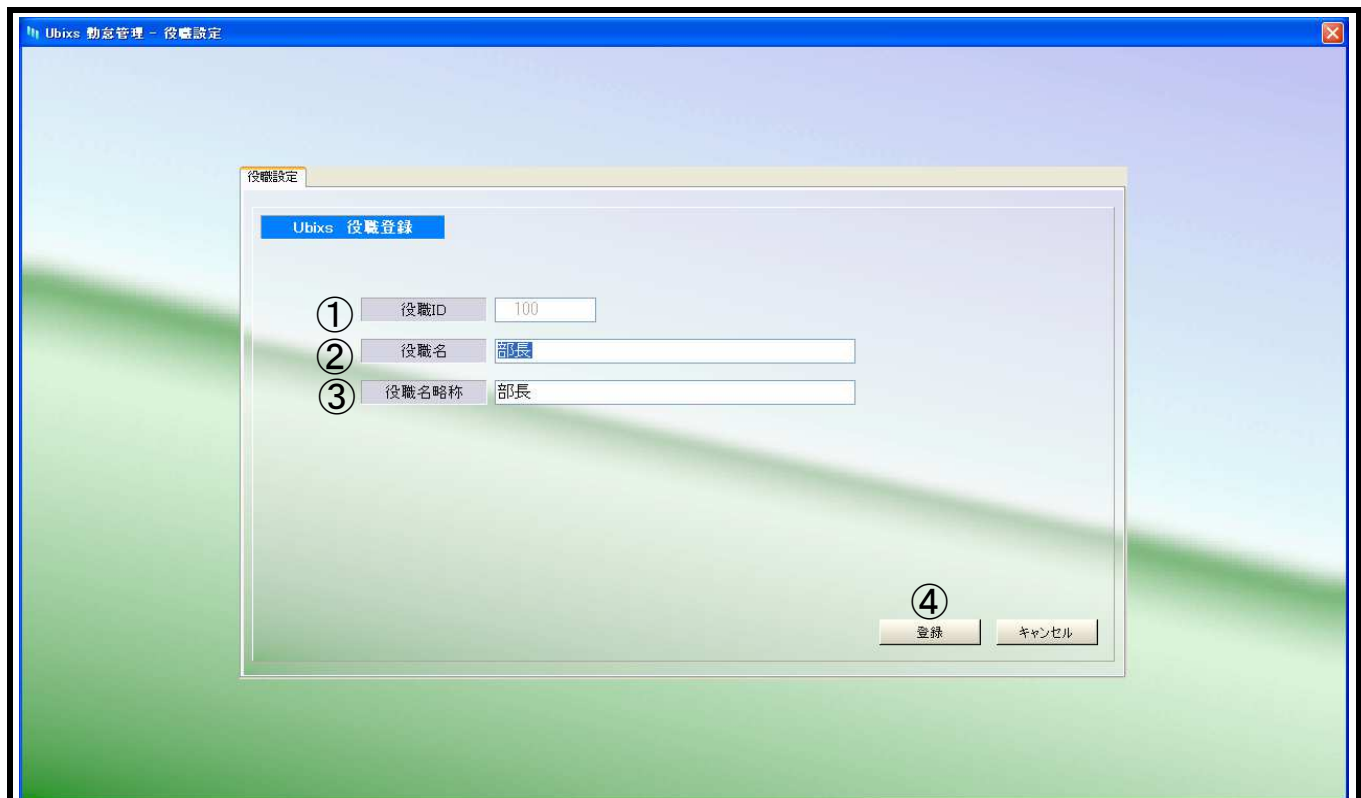 Ubixs 勤怠管理 - 役職設定
役職設定
Ubixs 役職登録
① 役職ID 100
② 役職名 部長
③ 役職名略称 部長
④
登録 キャンセル